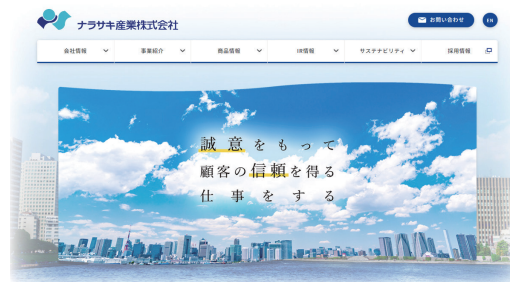 ナラサキ産業株式会社
お問い合わせ
EN
会社情報
事業紹介
商品情報
IR情報
サステナビリティ
採用情報
誠意をもって
顧客の信頼を得る
仕事をする